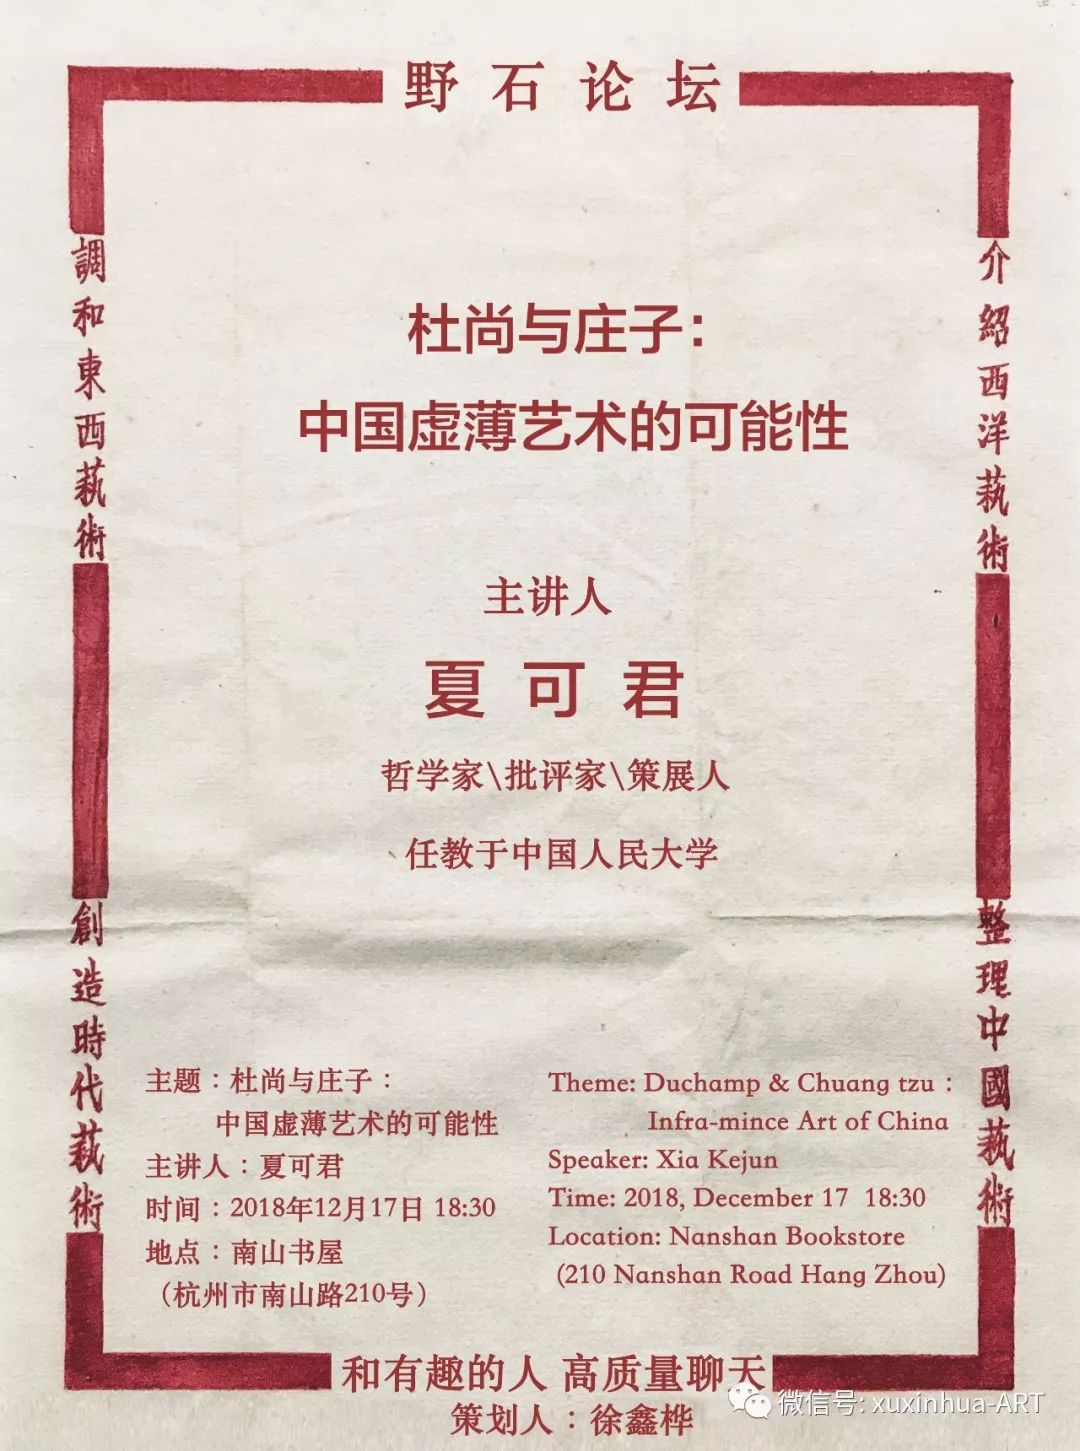 野石论坛
介紹西洋萟術
調和東西萟術
杜尚与庄子：
中国虚薄艺术的可能性
主讲人
夏可君
哲学家\批评家\策展人
任教于中国人民大学
整理中國萟術
創造時代萟術
主题：杜尚与庄子：
中国虚薄艺术的可能性
主讲人：夏可君
时间：2018年12月17日 18:30
地点：南山书屋
（杭州市南山路210号）
Theme: Duchamp & Chuang tzu：
Infra-mince Art of China
Speaker: Xia Kejun
Time: 2018, December 17 18:30
Location: Nanshan Bookstore
(210 Nanshan Road Hang Zhou)
和有趣的人 高质量聊天
策划人：徐鑫桦
微信号: xuxinhua-ART